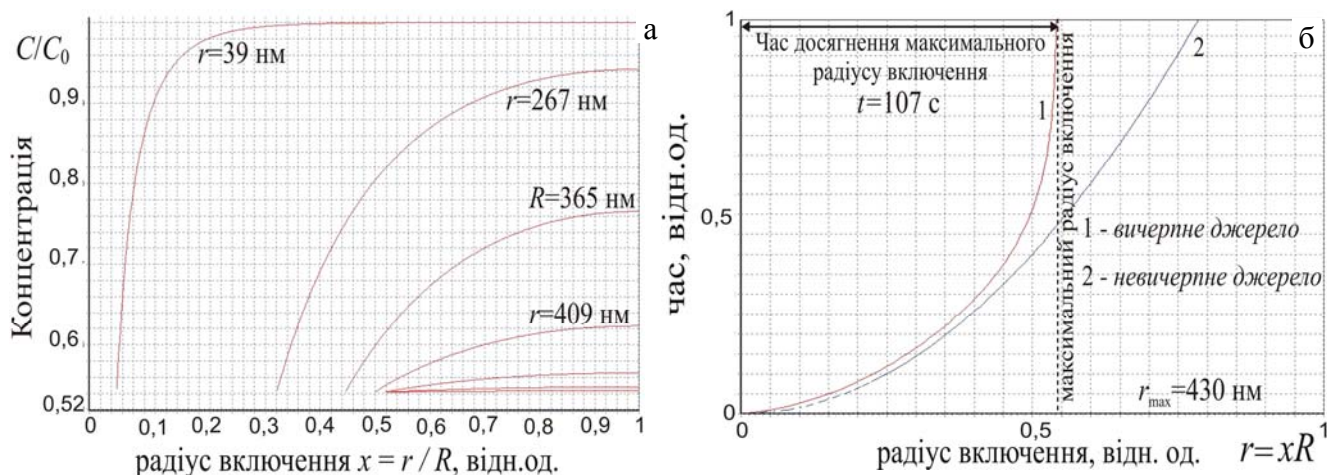 а
C/C₀
r=39 нм
r=267 нм
R=365 нм
r=409 нм
Концентрація
0,9
0,8
0,7
0,6
0,52
0 0,1 0,2 0,3 0,4 0,5 0,6 0,7 0,8 0,9 1
радіус включення x = r / R, відн.од.
б
1
Час досягнення максимального
радіусу включення
t=107 с
1
2
максимальний радіус включення
0,5
1 - вичерпне джерело
2 - невичерпне джерело
rmax=430 нм
час, відн.од.
0
0 0,5 1
радіус включення, відн. од. r=xR